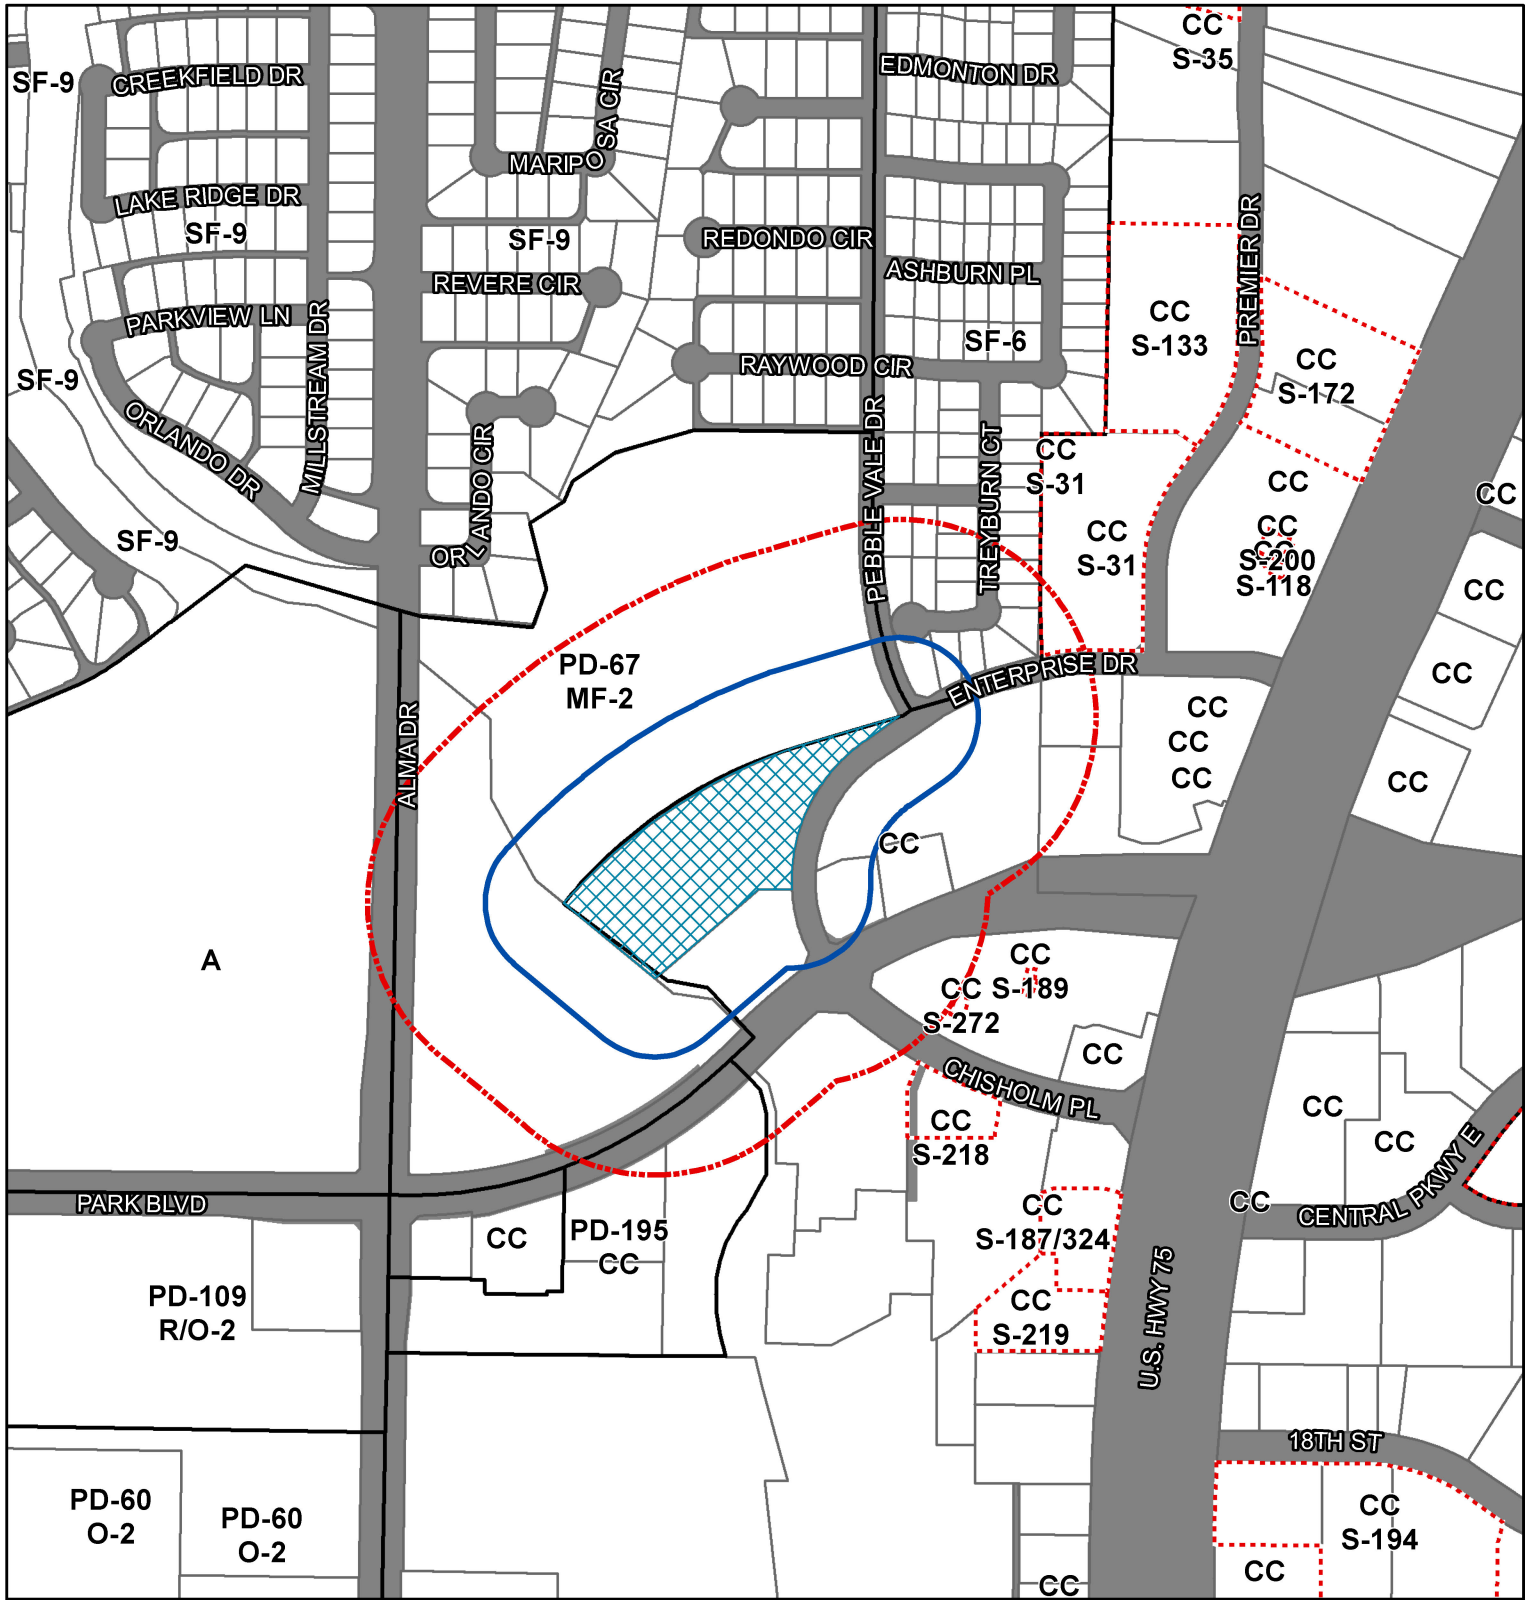 CC
S-35
SF-9
CREEKFIELD DR
EDMONTON DR
MARIPOSA CIR
LAKE RIDGE DR
SF-9
SF-9
REDONDO CIR
PREMIER DR
REVERE CIR
ASHBURN PL
PARKVIEW LN
MILLSTREAM DR
CC
S-133
SF-6
SF-9
RAYWOOD CIR
CC
S-172
ORLANDO DR
ORLANDO CIR
PEBBLE VALE DR
TREYBURN CT
CC
S-31
CC
CC
SF-9
CC
S-31
CC
CC
S-200
S-118
CC
PD-67
MF-2
ENTERPRISE DR
CC
ALMA DR
CC
CC
CC
CC
CC
A
CC
S-189
CC
S-272
CC
CHISHOLM PL
CC
S-218
CC
CC
PARK BLVD
CC
PD-195
CC
CC
S-187/324
CC
CENTRAL PKWY E
PD-109
R/O-2
CC
S-219
U.S. HWY 75
18TH ST
PD-60
O-2
PD-60
O-2
CC
S-194
CC
CC